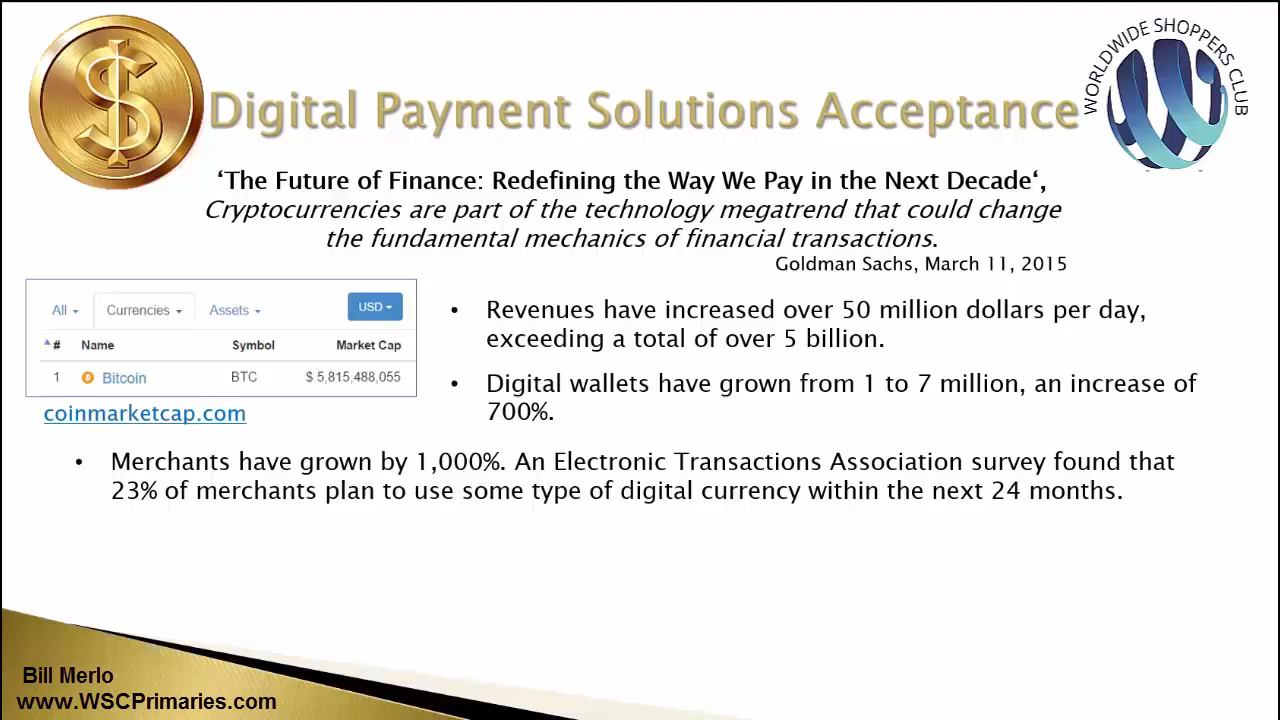 WORLDWIDE SHOPPERS CLUB
Digital Payment Solutions Acceptance
‘The Future of Finance: Redefining the Way We Pay in the Next Decade‘,
Cryptocurrencies are part of the technology megatrend that could change
the fundamental mechanics of financial transactions.
Goldman Sachs, March 11, 2015
All Currencies Assets USD
# Name Symbol Market Cap
1 Bitcoin BTC $ 5,815,488,055
coinmarketcap.com
• Revenues have increased over 50 million dollars per day,
exceeding a total of over 5 billion.
• Digital wallets have grown from 1 to 7 million, an increase of
700%.
• Merchants have grown by 1,000%. An Electronic Transactions Association survey found that
23% of merchants plan to use some type of digital currency within the next 24 months.
Bill Merlo
www.WSCPrimaries.com